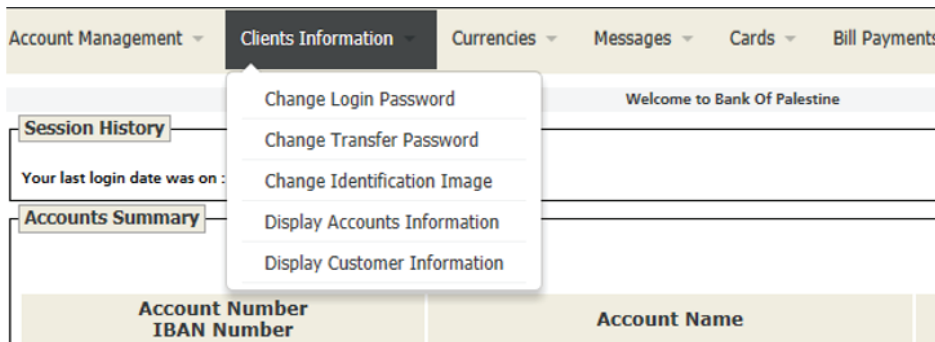 Account Management
Clients Information
Currencies
Messages
Cards
Bill Payments
Change Login Password
Change Transfer Password
Change Identification Image
Display Accounts Information
Display Customer Information
Welcome to Bank Of Palestine
Session History
Your last login date was on :
Accounts Summary
Account Number
IBAN Number
Account Name